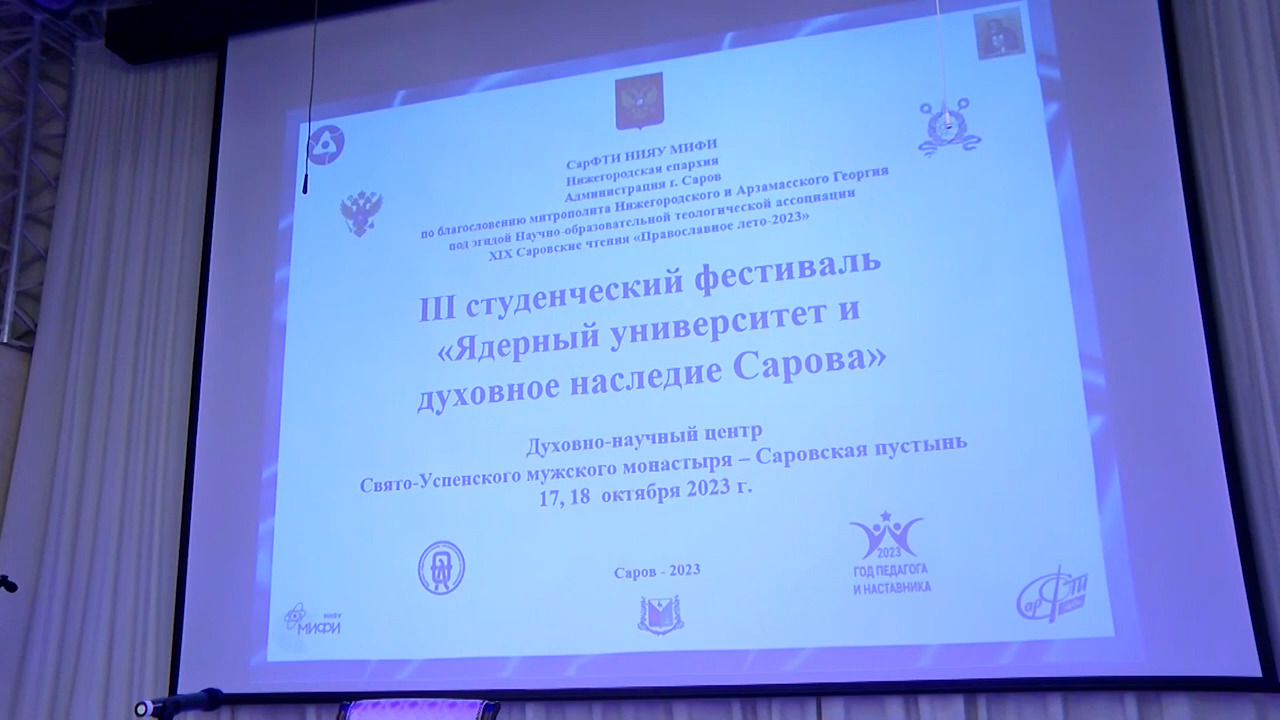 СарФТИ НИЯУ МИФИ
Нижегородская епархия
Администрация г. Саров
по благословению митрополита Нижегородского и Арзамасского Георгия
под эгидой Научно-образовательной теологической ассоциации
XIX Саровские чтения «Православное лето-2023»
III студенческий фестиваль
«Ядерный университет и
духовное наследие Сарова»
Духовно-научный центр
Свято-Успенского мужского монастыря – Саровская пустынь
17, 18 октября 2023 г.
2023
ГОД ПЕДАГОГА
И НАСТАВНИКА
Саров - 2023
НИЯУ
МИФИ
СарФТИ